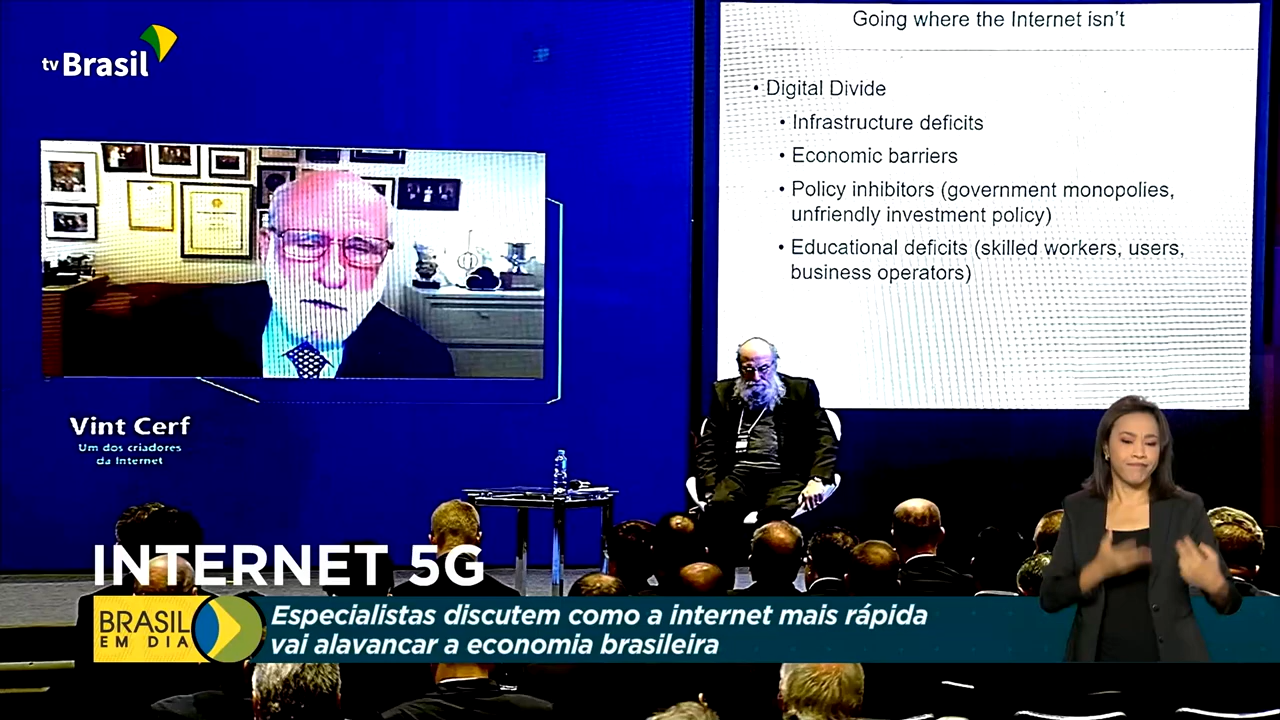 tv Brasil
Going where the Internet isn't
• Digital Divide
• Infrastructure deficits
• Economic barriers
• Policy inhibitors (government monopolies,
unfriendly investment policy)
• Educational deficits (skilled workers, users,
business operators)
Vint Cerf
Um dos criadores
da Internet
INTERNET 5G
BRASIL
EM DIA
Especialistas discutem como a internet mais rápida
vai alavancar a economia brasileira